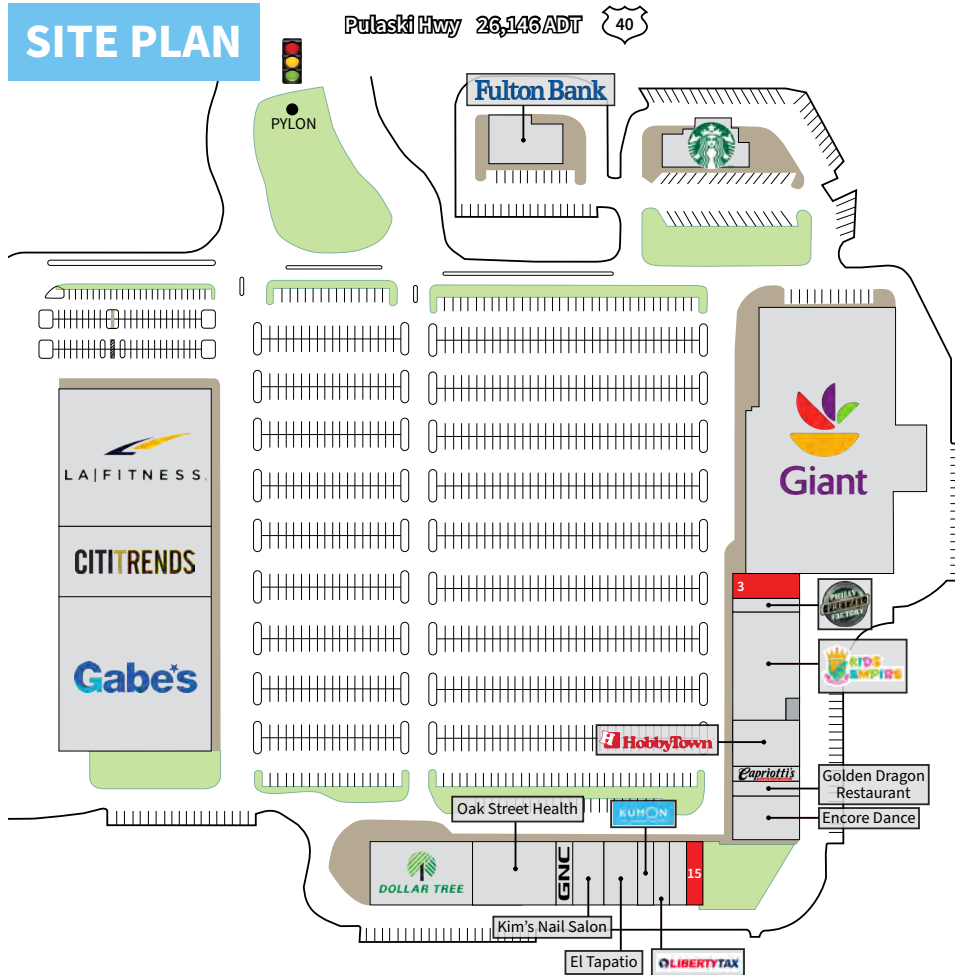 SITE PLAN
Pulaski Hwy 26,146 ADT
40
PYLON
Fulton Bank
LA|FITNESS.
CITITRENDS
Gabe's
Giant
3
PHILLY
PRETZEL
FACTORY
KIDS
EMPIRE
HobbyTown
Capriotti's
Golden Dragon
Restaurant
Encore Dance
Oak Street Health
KUMON
DOLLAR TREE
GNC
15
Kim's Nail Salon
El Tapatio
LIBERTYTAX